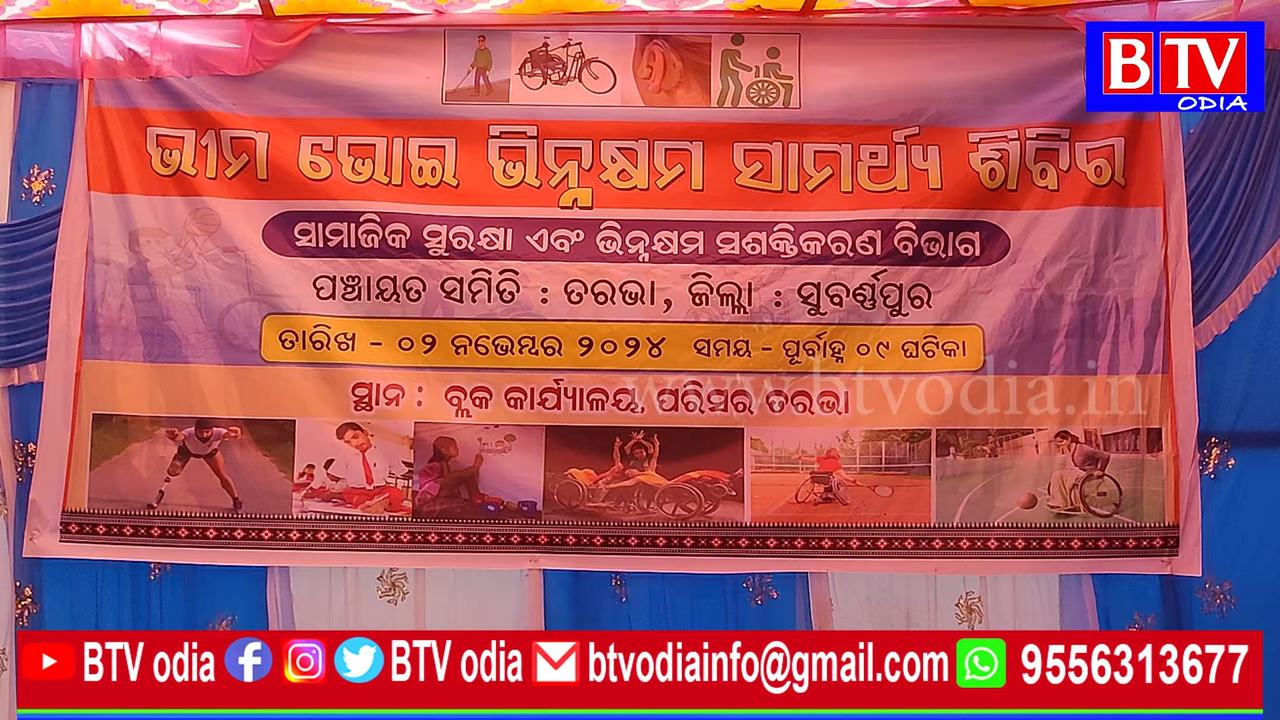 BTV
ODIA
ଭୀମ ଭୋଇ ଭିନ୍ନକ୍ଷମ ସାମର୍ଥ୍ୟ ଶିବିର
ସାମାଜିକ ସୁରକ୍ଷା ଏବଂ ଭିନ୍ନକ୍ଷମ ସଶକ୍ତିକରଣ ବିଭାଗ
ପଞ୍ଚାୟତ ସମିତି : ତରଭା, ଜିଲ୍ଲା : ସୁବର୍ଣ୍ଣପୁର
ତାରିଖ - ୦୨ ନଭେମ୍ବର ୨୦୨୪ ସମୟ - ପୂର୍ବାହ୍ନ ୦୯ ଘଟିକା
ସ୍ଥାନ : ବ୍ଲକ କାର୍ଯ୍ୟାଳୟ, ପରିସର ତରଭା
www.btvodia.in
BTV odia BTV odia btvodiainfo@gmail.com 9556313677